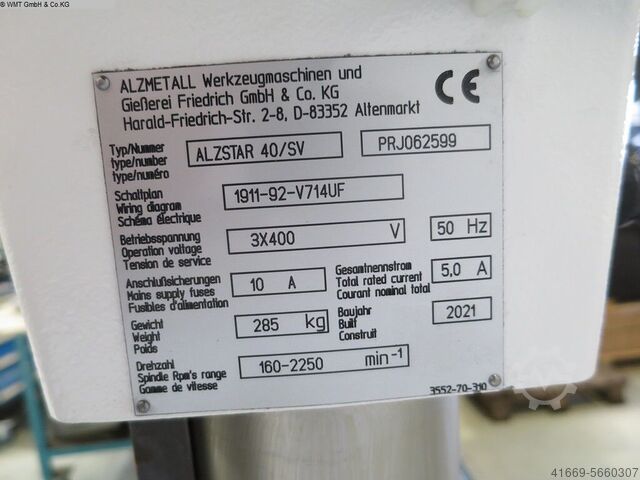 © WMT GmbH & Co.KG
ALZMETALL Werkzeugmaschinen und
Gießerei Friedrich GmbH & Co. KG
Harald-Friedrich-Str. 2-8, D-83352 Altenmarkt
CE
Typ/Nummer
type/number
type/numéro
ALZSTAR 40/SV
PRJ062599
Schaltplan
Wiring diagram
Schéma électrique
1911-92-V714UF
Betriebsspannung
Operation voltage
Tension de service
3X400 V
50 Hz
Anschlußsicherungen
Mains supply fuses
Fusibles d'alimentation
10 A
Gesamtnennstrom
Total rated current
Courant nominal total
5,0 A
Gewicht
Weight
Poids
285 kg
Baujahr
Built
Construit
2021
Drehzahl
Spindle Rpm's range
Gamme de vitesse
160-2250 min-1
3552-70-310
41669-5660307